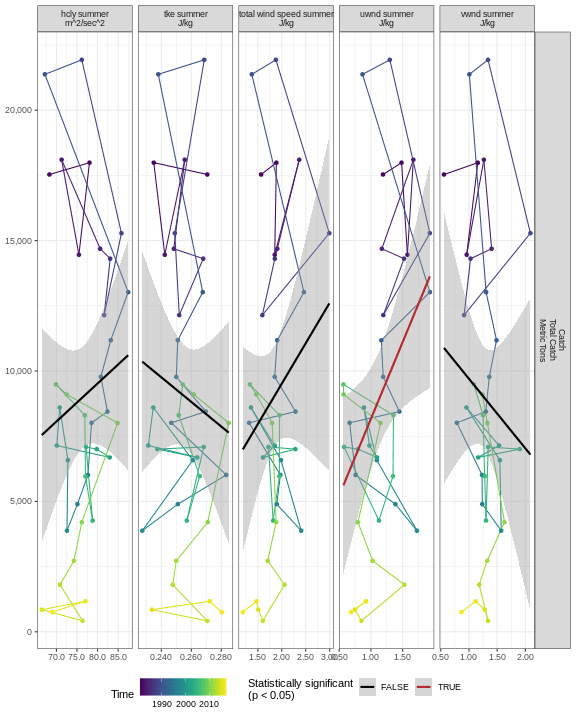 hcly summer
m^2/sec^2
tke summer
J/kg
total wind speed summer
J/kg
uwnd summer
J/kg
vwnd summer
J/kg
20,000
15,000
10,000
5,000
0
Catch
Total Catch
Metric Tons
70.0 75.0 80.0 85.0
0.240 0.260 0.280
1.50 2.00 2.50 3.00
0.50 1.00 1.50
0.50 1.00 1.50 2.00
Time
1990 2000 2010
Statistically significant
(p < 0.05)
FALSE
TRUE